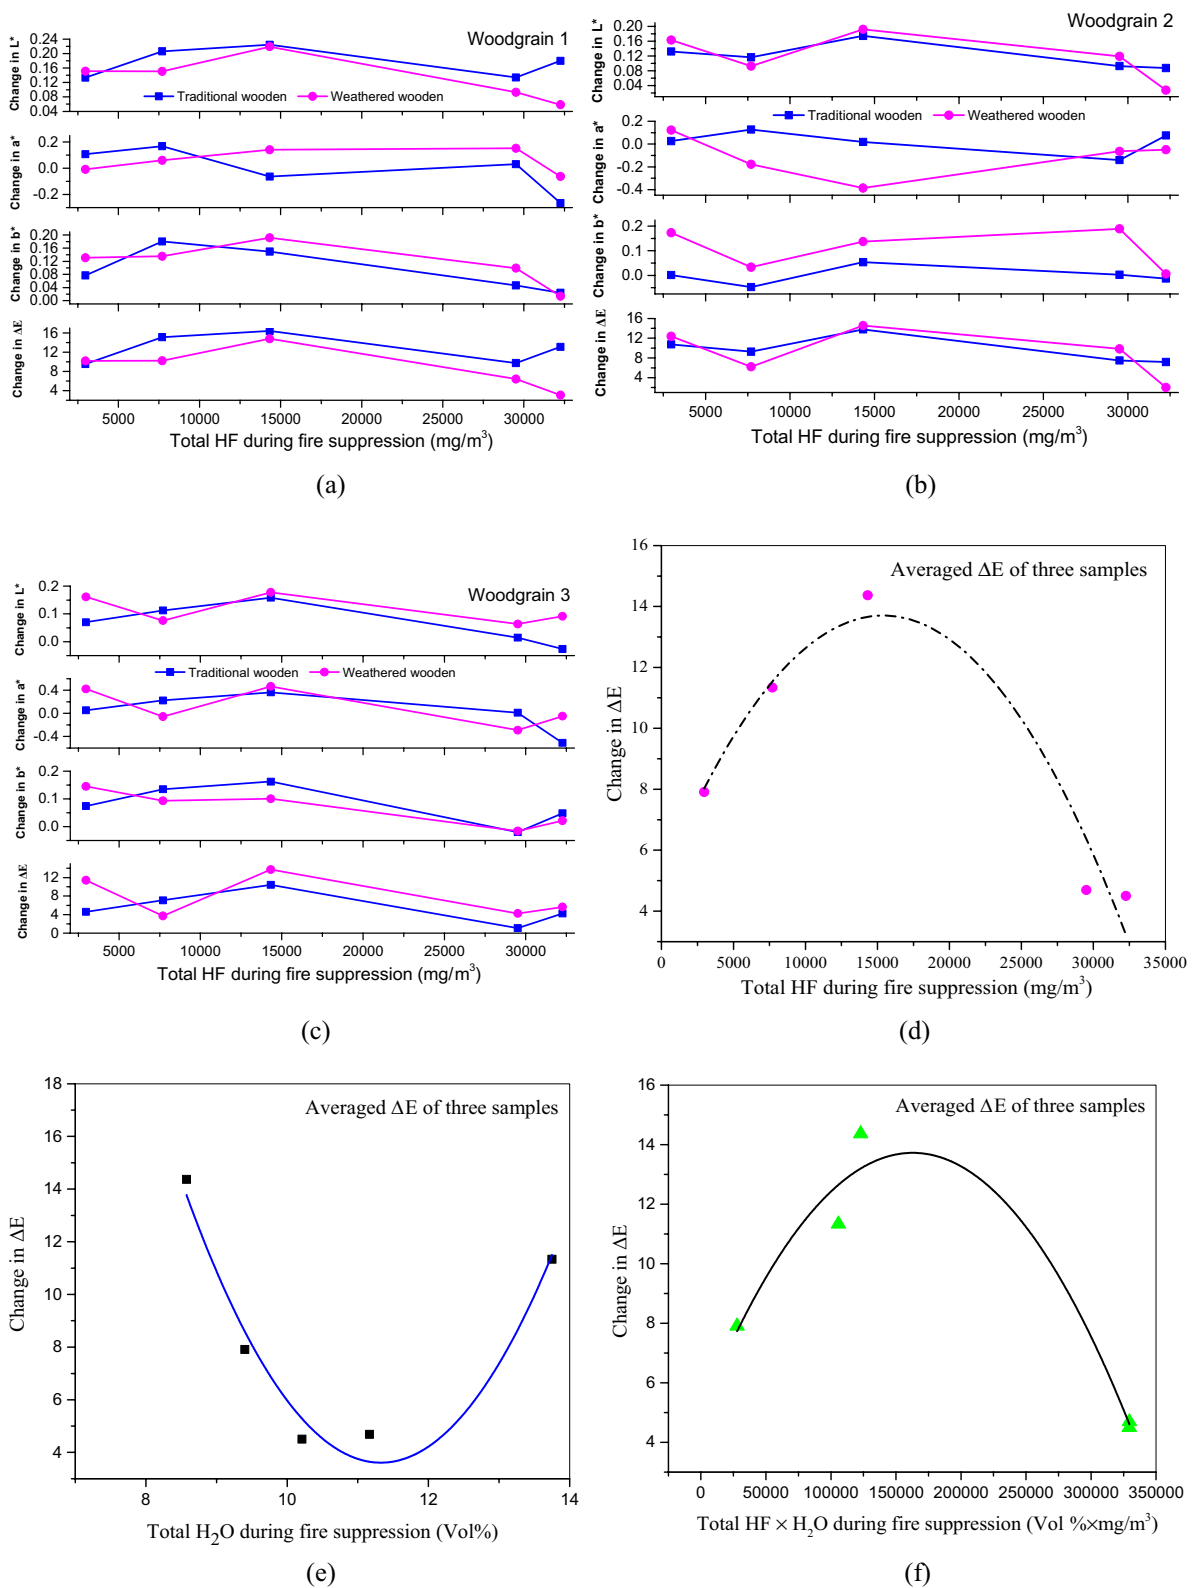 Woodgrain 1
Change in L*
0.24
0.20
0.16
0.12
0.08
0.04
Traditional wooden
Weathered wooden
Change in a*
0.2
0.0
-0.2
Change in b*
0.20
0.16
0.12
0.08
0.04
0.00
Change in ΔE
16
12
8
4
5000 10000 15000 20000 25000 30000
Total HF during fire suppression (mg/m³)
(a)
Woodgrain 2
Change in L*
0.20
0.16
0.12
0.08
0.04
Traditional wooden
Weathered wooden
Change in a*
0.2
0.0
-0.2
-0.4
Change in b*
0.2
0.1
0.0
Change in ΔE
16
12
8
4
5000 10000 15000 20000 25000 30000
Total HF during fire suppression (mg/m³)
(b)
Woodgrain 3
Change in L*
0.2
0.1
0.0
Traditional wooden
Weathered wooden
Change in a*
0.4
0.0
-0.4
Change in b*
0.2
0.1
0.0
Change in ΔE
12
8
4
0
5000 10000 15000 20000 25000 30000
Total HF during fire suppression (mg/m³)
(c)
Averaged ΔE of three samples
Change in ΔE
16
14
12
10
8
6
4
0 5000 10000 15000 20000 25000 30000 35000
Total HF during fire suppression (mg/m³)
(d)
Averaged ΔE of three samples
Change in ΔE
18
16
14
12
10
8
6
4
8 10 12 14
Total H₂O during fire suppression (Vol%)
(e)
Averaged ΔE of three samples
Change in ΔE
16
14
12
10
8
6
4
0 50000 100000 150000 200000 250000 300000 350000
Total HF × H₂O during fire suppression (Vol %×mg/m³)
(f)